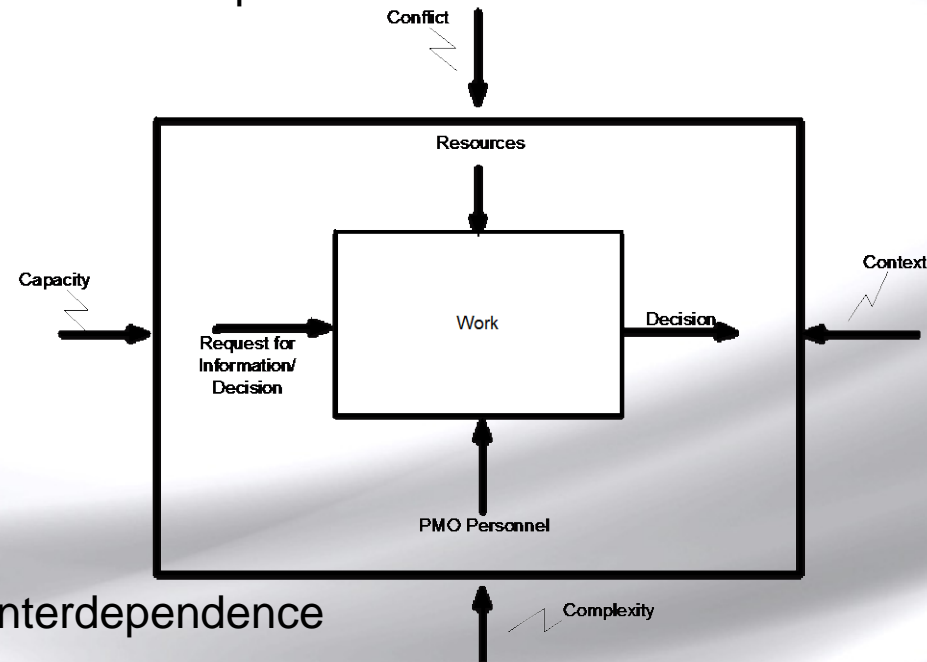 Conflict
Resources
Capacity
Context
Work
Decision
Request for
Information/
Decision
PMO Personnel
Complexity
nterdependence